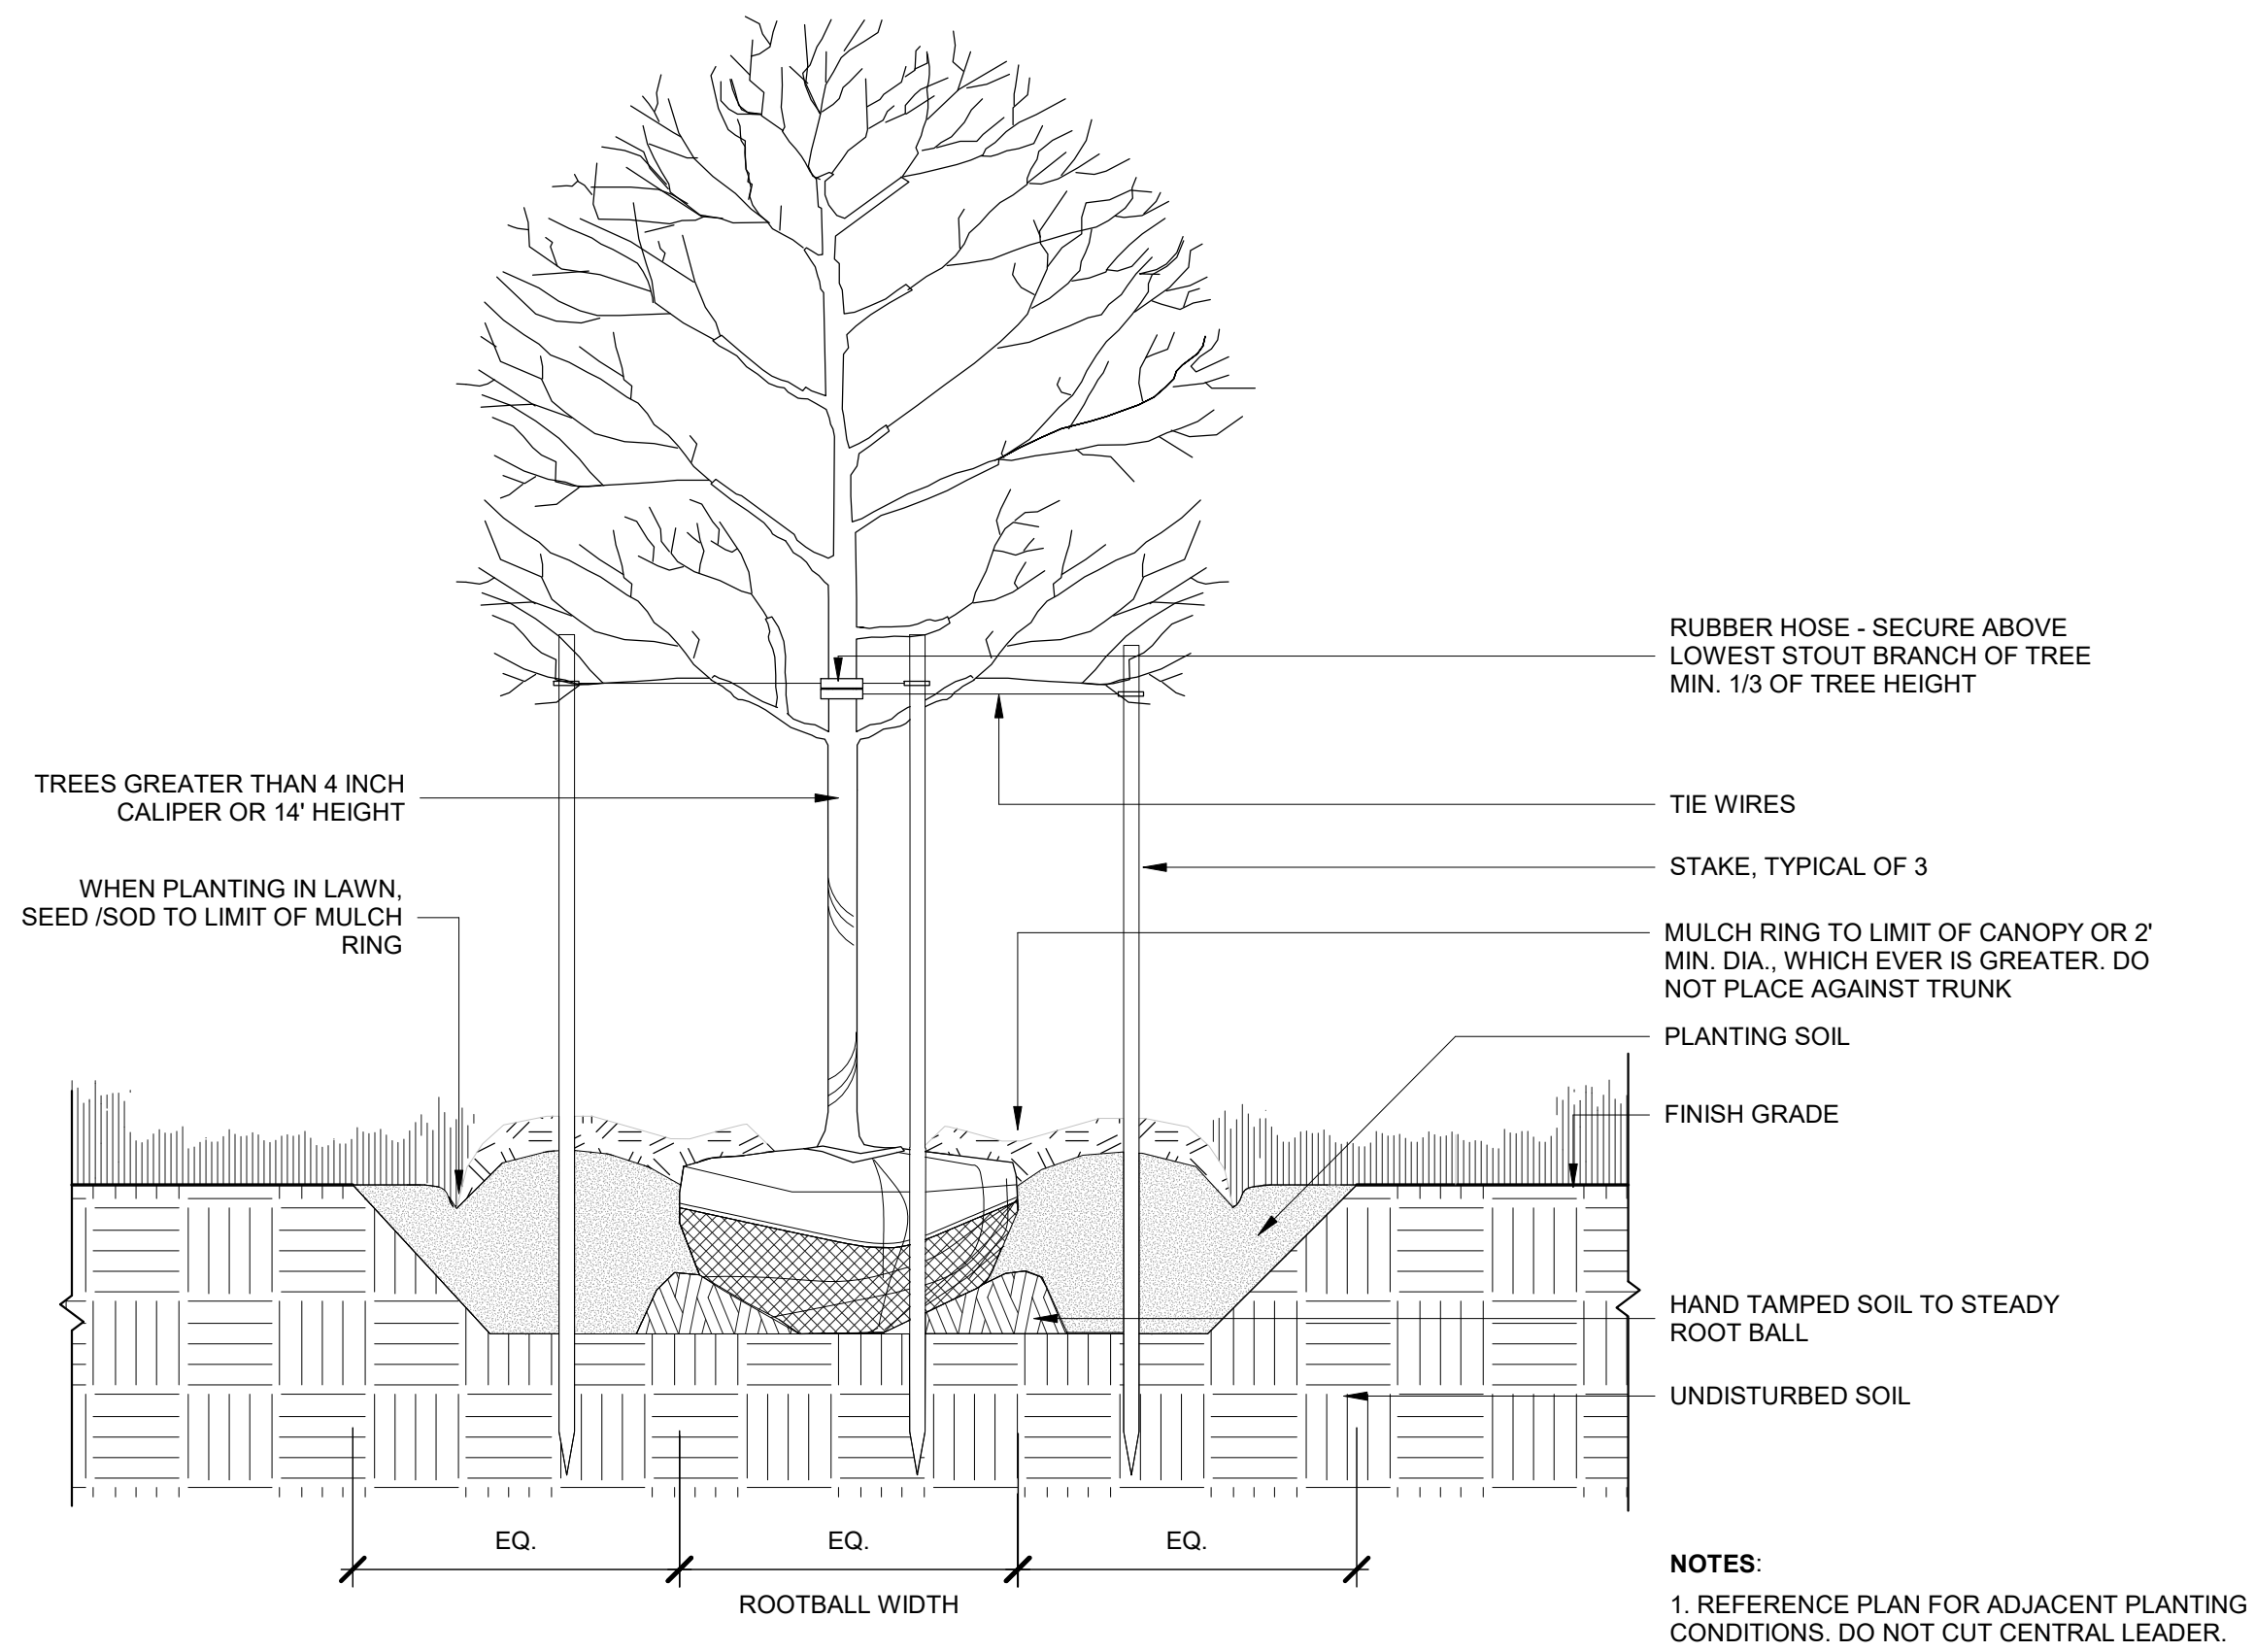 RUBBER HOSE - SECURE ABOVE
LOWEST STOUT BRANCH OF TREE
MIN. 1/3 OF TREE HEIGHT
TREES GREATER THAN 4 INCH
CALIPER OR 14' HEIGHT
TIE WIRES
STAKE, TYPICAL OF 3
WHEN PLANTING IN LAWN,
SEED /SOD TO LIMIT OF MULCH
RING
MULCH RING TO LIMIT OF CANOPY OR 2'
MIN. DIA., WHICH EVER IS GREATER. DO
NOT PLACE AGAINST TRUNK
PLANTING SOIL
FINISH GRADE
HAND TAMPED SOIL TO STEADY
ROOT BALL
UNDISTURBED SOIL
EQ.
EQ.
EQ.
ROOTBALL WIDTH
NOTES:
1. REFERENCE PLAN FOR ADJACENT PLANTING
CONDITIONS. DO NOT CUT CENTRAL LEADER.